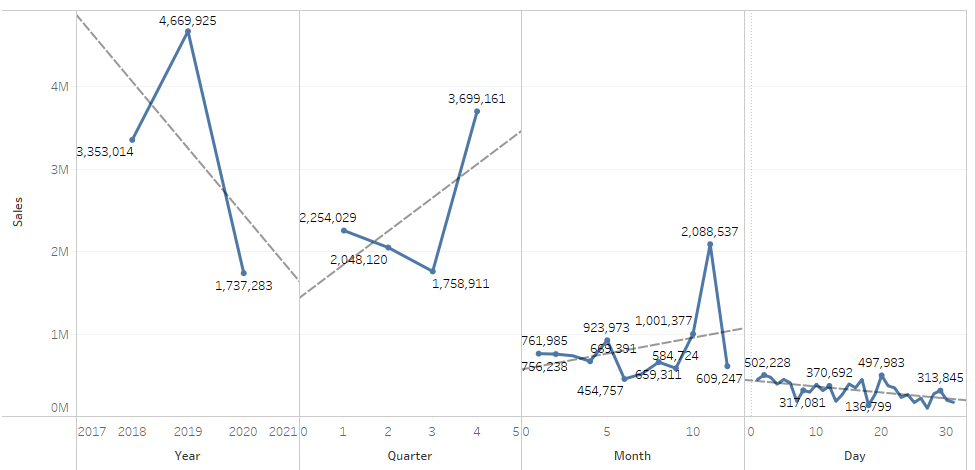 4,669,925
4M
3,699,161
3,353,014
3M
Sales
2,254,029
2,048,120
2M
1,758,911
1,737,283
2,088,537
1M
761,985
923,973
1,001,377
756,238
669,391
584,724
454,757
659,311
609,247
502,228
370,692
497,983
313,845
317,081
136,799
0M
2017 2018 2019 2020 2021
0 1 2 3 4 5
0 5 10
0 10 20 30
Year
Quarter
Month
Day